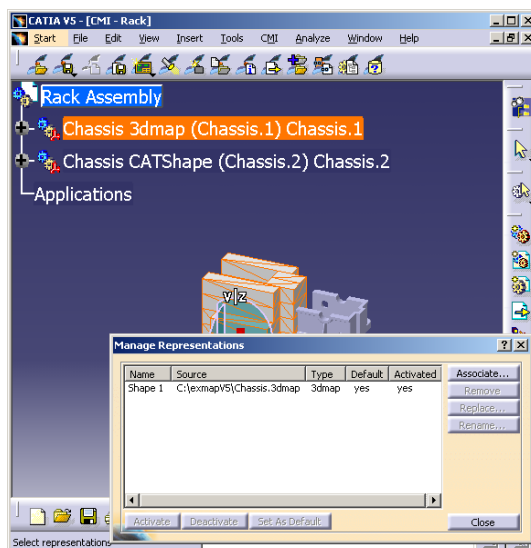 CATIA V5 - [CMI - Rack]
Start File Edit View Insert Tools CMI Analyze Window Help
Rack Assembly
Chassis 3dmap (Chassis.1) Chassis.1
Chassis CATShape (Chassis.2) Chassis.2
Applications
v|z
Manage Representations
Name Source Type Default Activated Associate...
Shape 1 C:\exmapV5\Chassis.3dmap 3dmap yes yes Remove
Replace...
Rename...
Activate Deactivate Set As Default Close
Select representations